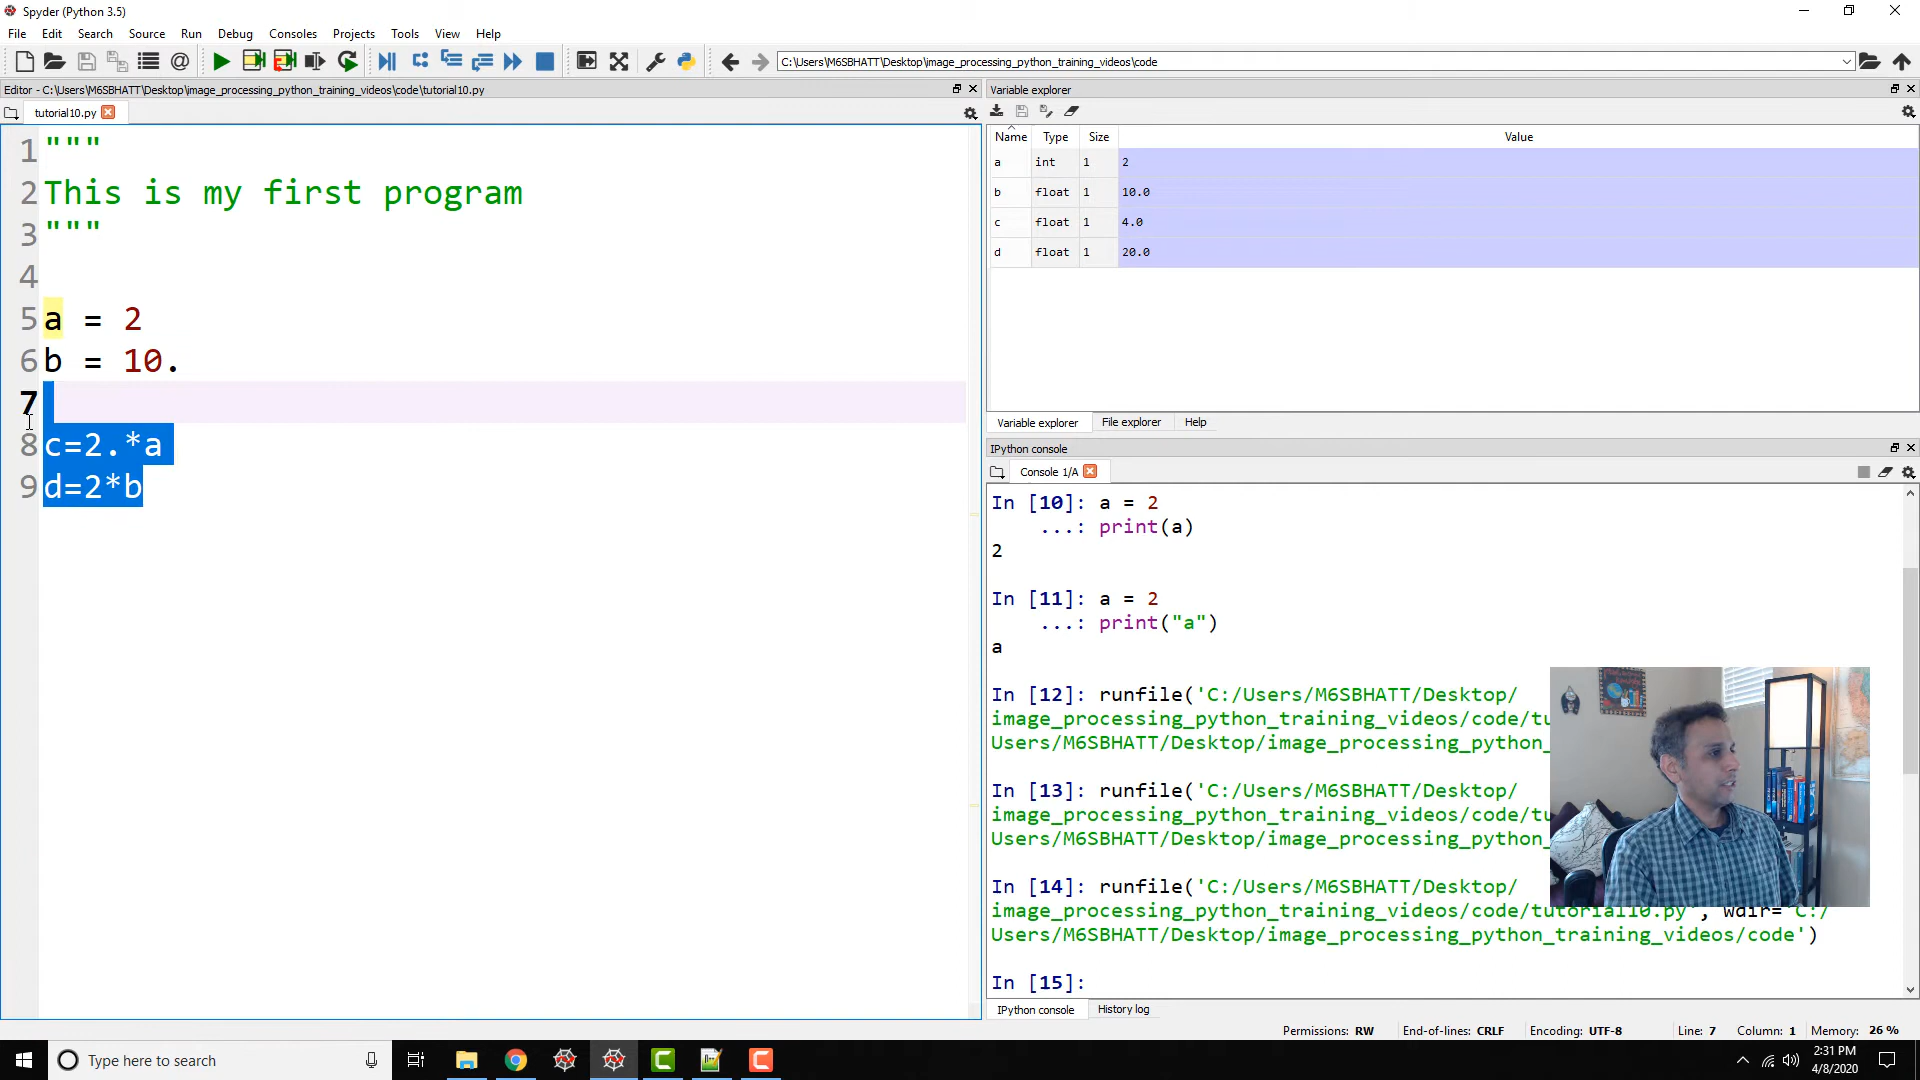 Spyder (Python 3.5)
File Edit Search Source Run Debug Consoles Projects Tools View Help
C:\Users\M6SBHATT\Desktop\image_processing_python_training_videos\code
Editor - C:\Users\M6SBHATT\Desktop\image_processing_python_training_videos\code\tutorial10.py
tutorial10.py
1 """
2 This is my first program
3 """
4
5 a = 2
6 b = 10.
7
8 c=2.*a
9 d=2*b
Variable explorer
Name Type Size Value
a int 1 2
b float 1 10.0
c float 1 4.0
d float 1 20.0
Variable explorer File explorer Help
IPython console
Console 1/A
In [10]: a = 2
...: print(a)
2
In [11]: a = 2
...: print("a")
a
In [12]: runfile('C:/Users/M6SBHATT/Desktop/
image_processing_python_training_videos/code/tu
Users/M6SBHATT/Desktop/image_processing_python_
In [13]: runfile('C:/Users/M6SBHATT/Desktop/
image_processing_python_training_videos/code/tu
Users/M6SBHATT/Desktop/image_processing_python_
In [14]: runfile('C:/Users/M6SBHATT/Desktop/
image_processing_python_training_videos/code/tutorial10.py', wdir='C:/
Users/M6SBHATT/Desktop/image_processing_python_training_videos/code')
In [15]:
IPython console History log
Permissions: RW End-of-lines: CRLF Encoding: UTF-8 Line: 7 Column: 1 Memory: 26 %
Type here to search
2:31 PM
4/8/2020